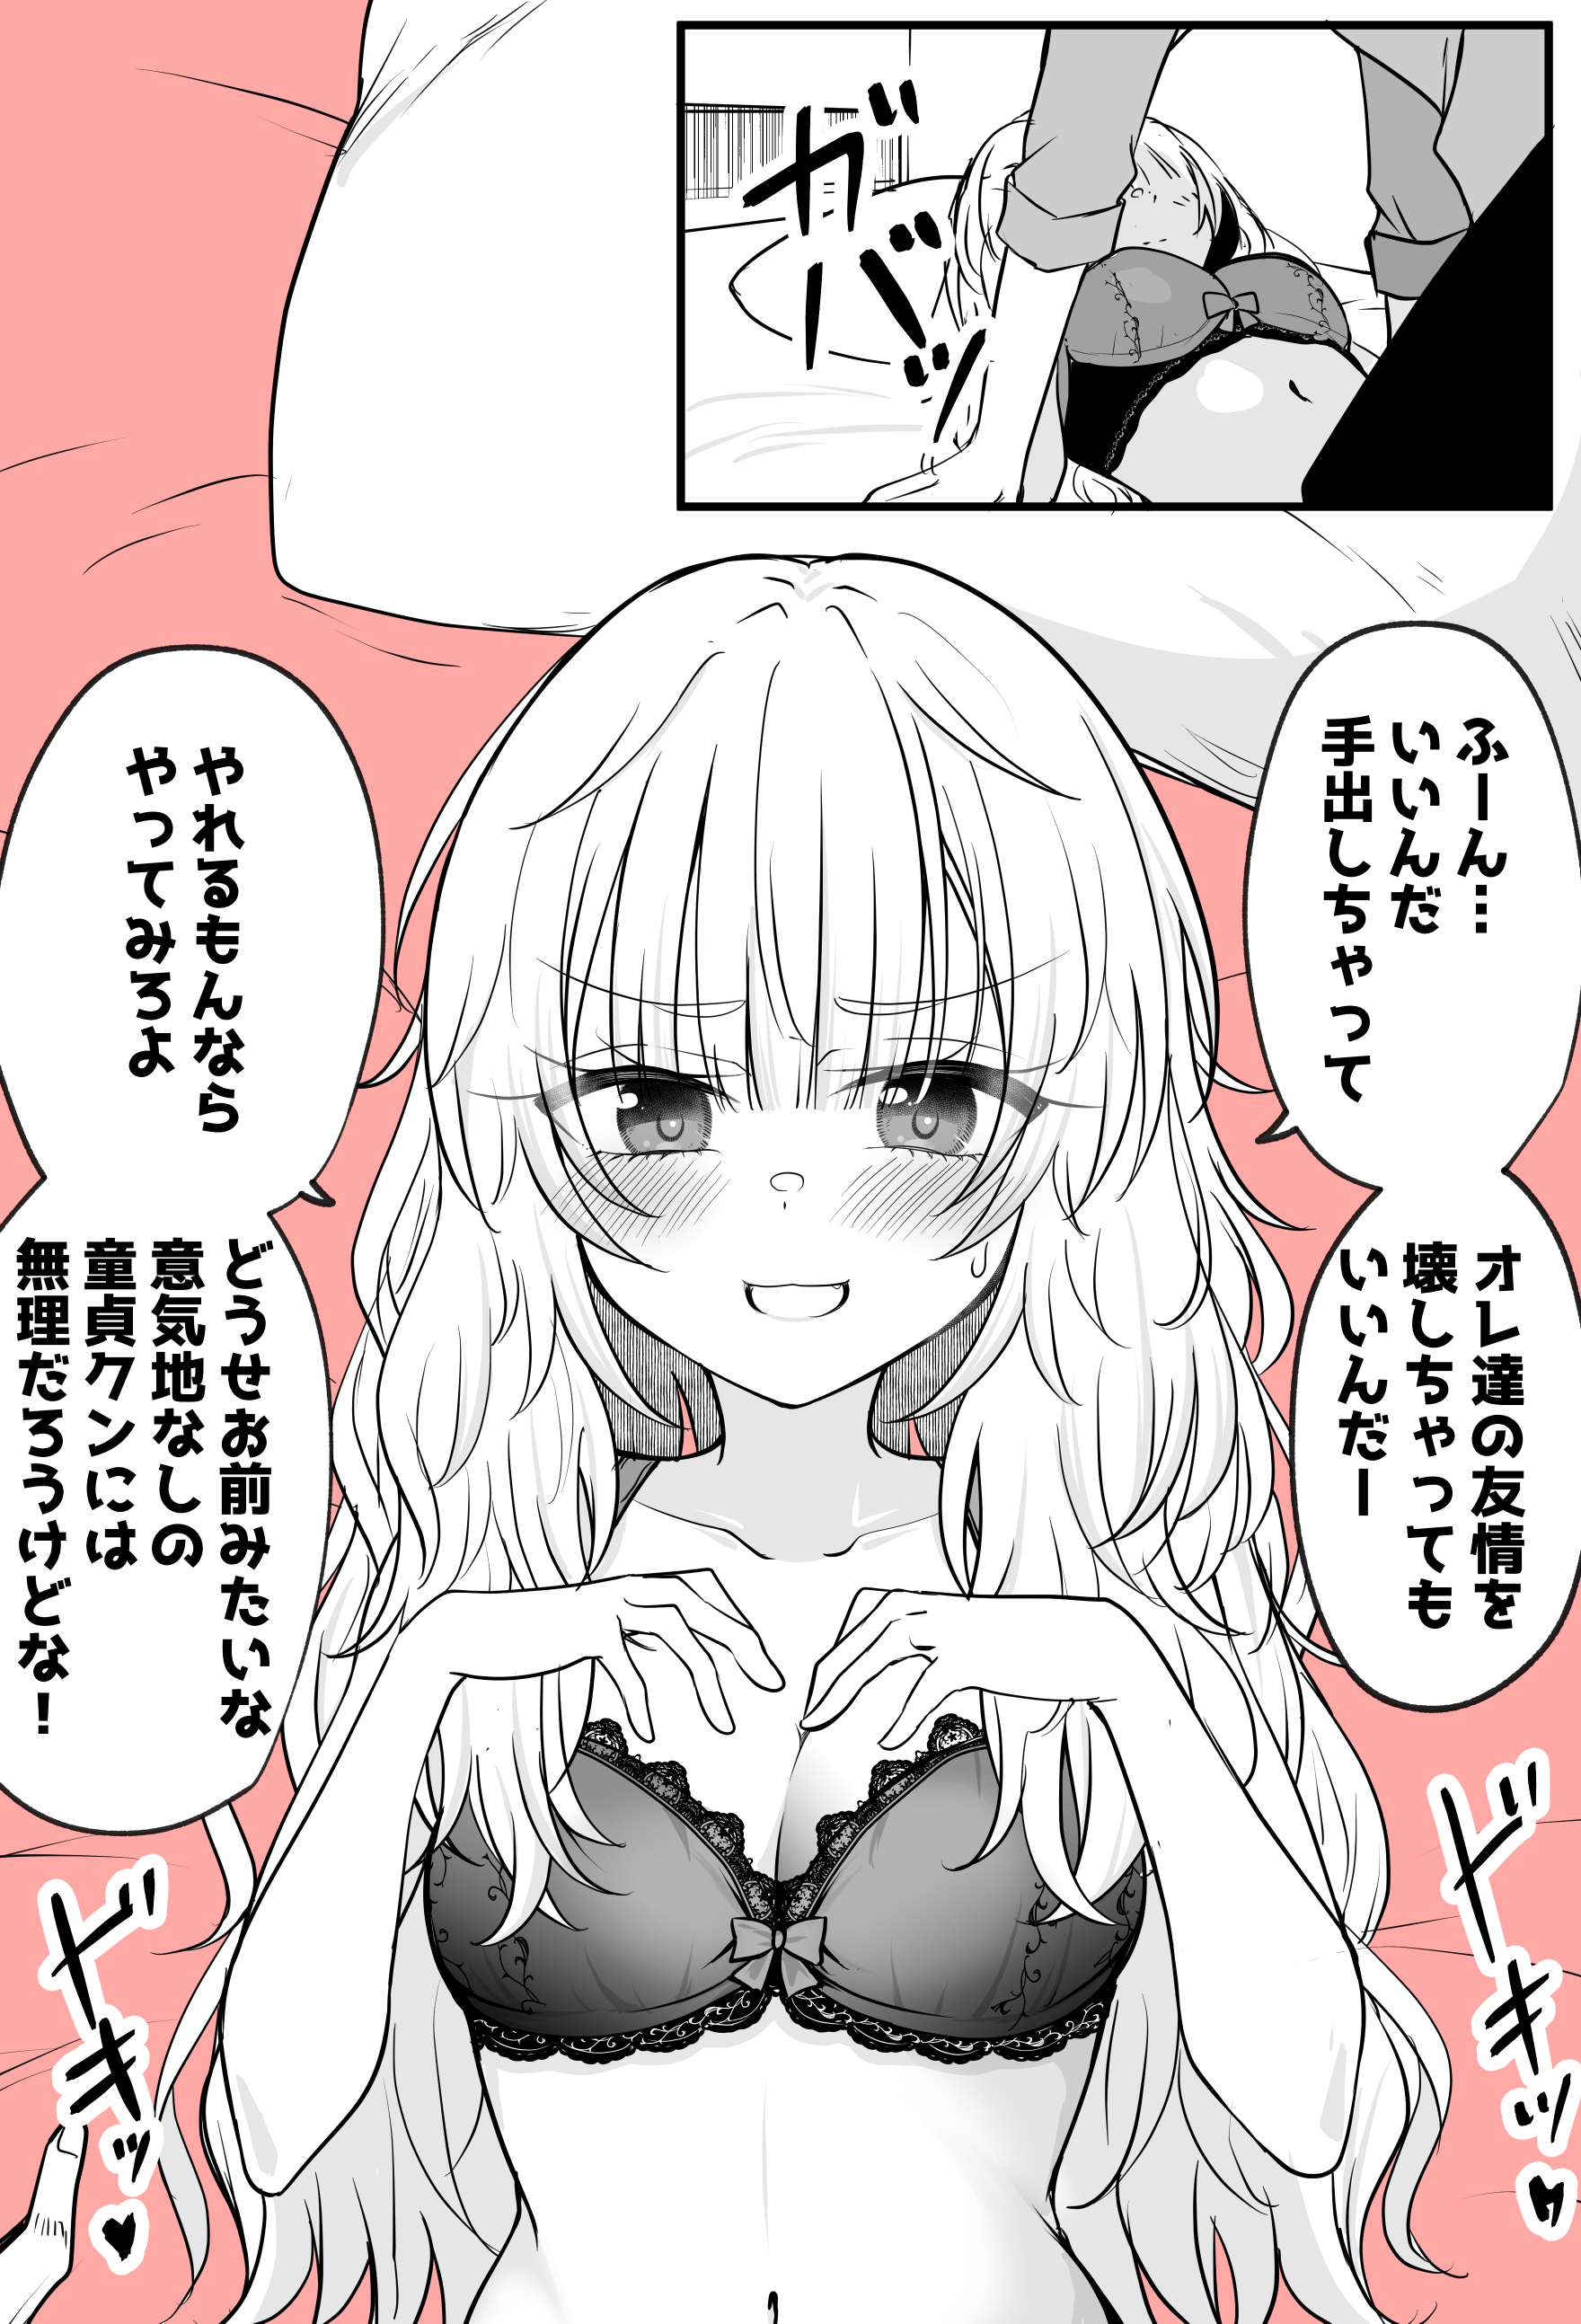 ガバッ
ふーん…
いいんだ
手出しちゃって
オレ達の友情を
壊しちゃっても
いいんだー
やれるもんなら
やってみろよ
どうせお前みたいな
意気地なしの
童貞クンには
無理だろうけどな！
ドキッ♥
ドキッ♥